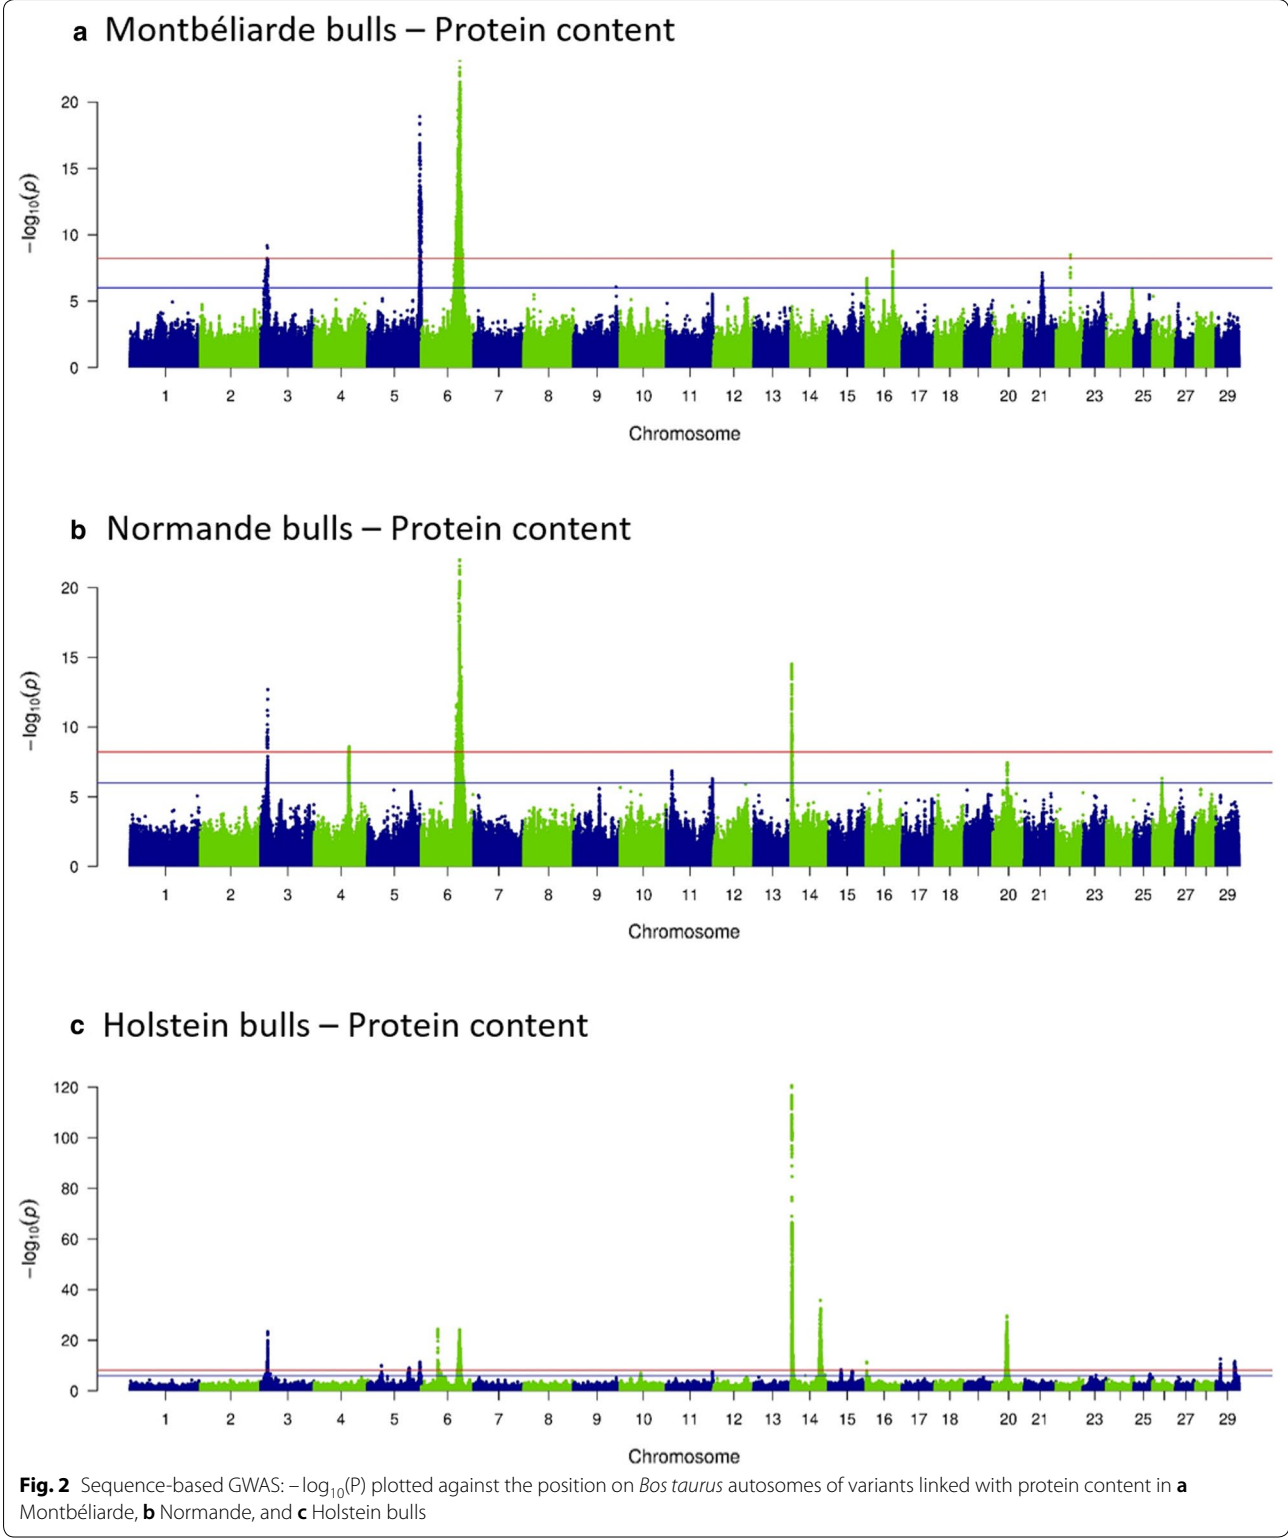 a Montbéliarde bulls – Protein content
20
15
10
5
0
−log10(p)
1 2 3 4 5 6 7 8 9 10 11 12 13 14 15 16 17 18 20 21 23 25 27 29
Chromosome
b Normande bulls – Protein content
20
15
10
5
0
−log10(p)
1 2 3 4 5 6 7 8 9 10 11 12 13 14 15 16 17 18 20 21 23 25 27 29
Chromosome
c Holstein bulls – Protein content
120
100
80
60
40
20
0
−log10(p)
1 2 3 4 5 6 7 8 9 10 11 12 13 14 15 16 17 18 20 21 23 25 27 29
Chromosome
Fig. 2 Sequence-based GWAS: −log10(P) plotted against the position on Bos taurus autosomes of variants linked with protein content in a
Montbéliarde, b Normande, and c Holstein bulls